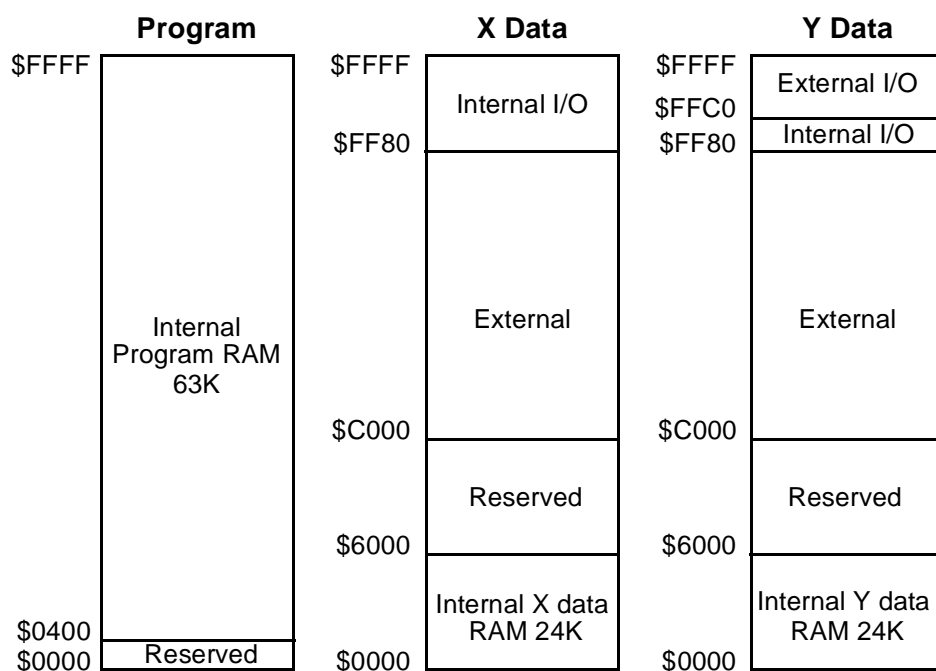 Program
$FFFF
Internal
Program RAM
63K
$0400
Reserved
$0000
X Data
$FFFF
Internal I/O
$FF80
External
$C000
Reserved
$6000
Internal X data
RAM 24K
$0000
Y Data
$FFFF
External I/O
$FFC0
Internal I/O
$FF80
External
$C000
Reserved
$6000
Internal Y data
RAM 24K
$0000